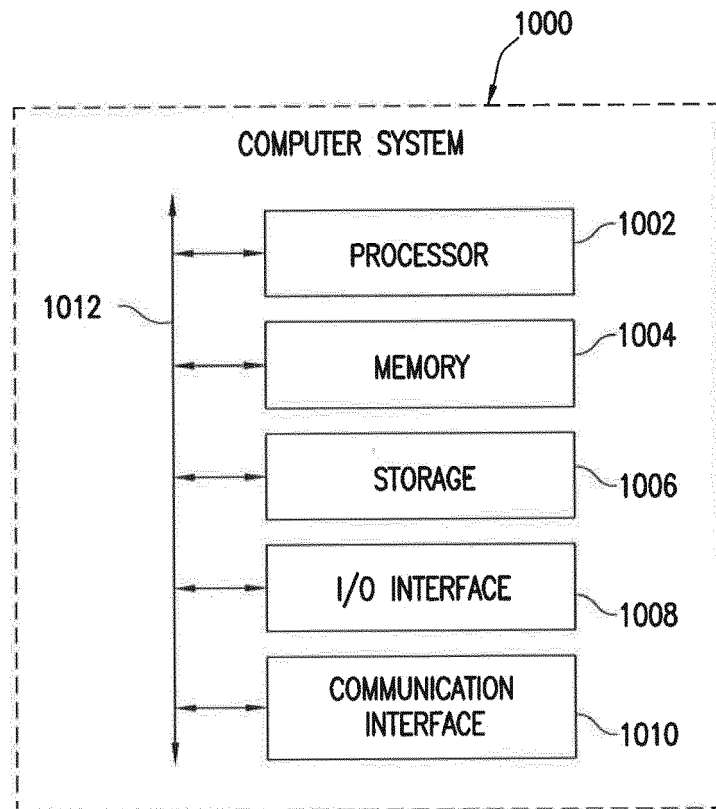 1000
COMPUTER SYSTEM
PROCESSOR
1002
1012
MEMORY
1004
STORAGE
1006
I/O INTERFACE
1008
COMMUNICATION
INTERFACE
1010